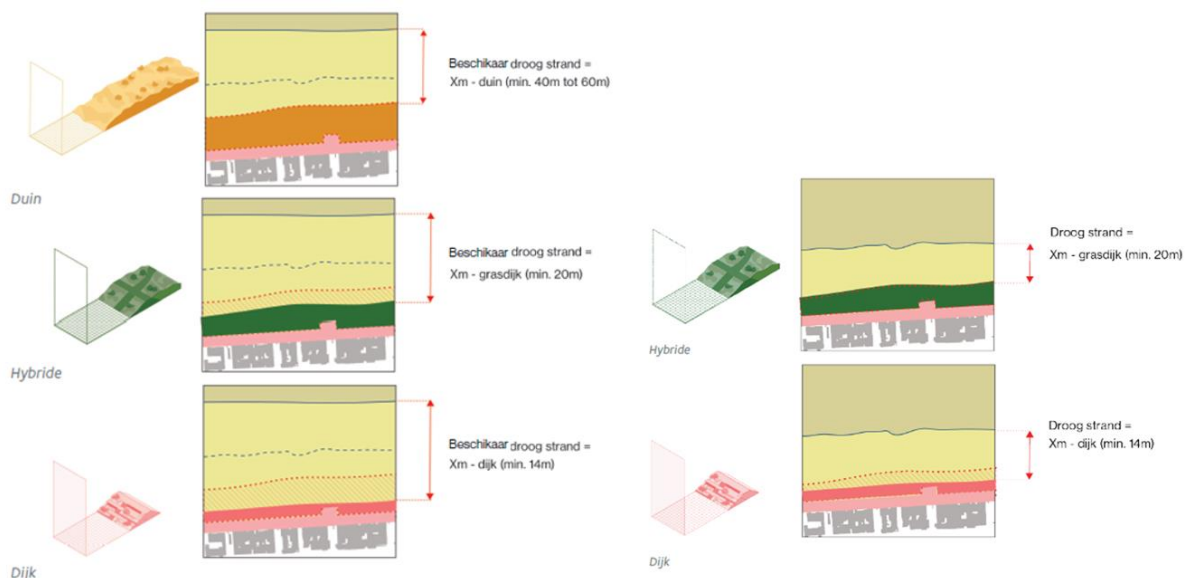 Beschikaar droog strand =
Xm - duin (min. 40m tot 60m)
Duin
Beschikaar droog strand =
Xm - grasdijk (min. 20m)
Hybride
Beschikaar droog strand =
Xm - dijk (min. 14m)
Dijk
Droog strand =
Xm - grasdijk (min. 20m)
Hybride
Droog strand =
Xm - dijk (min. 14m)
Dijk